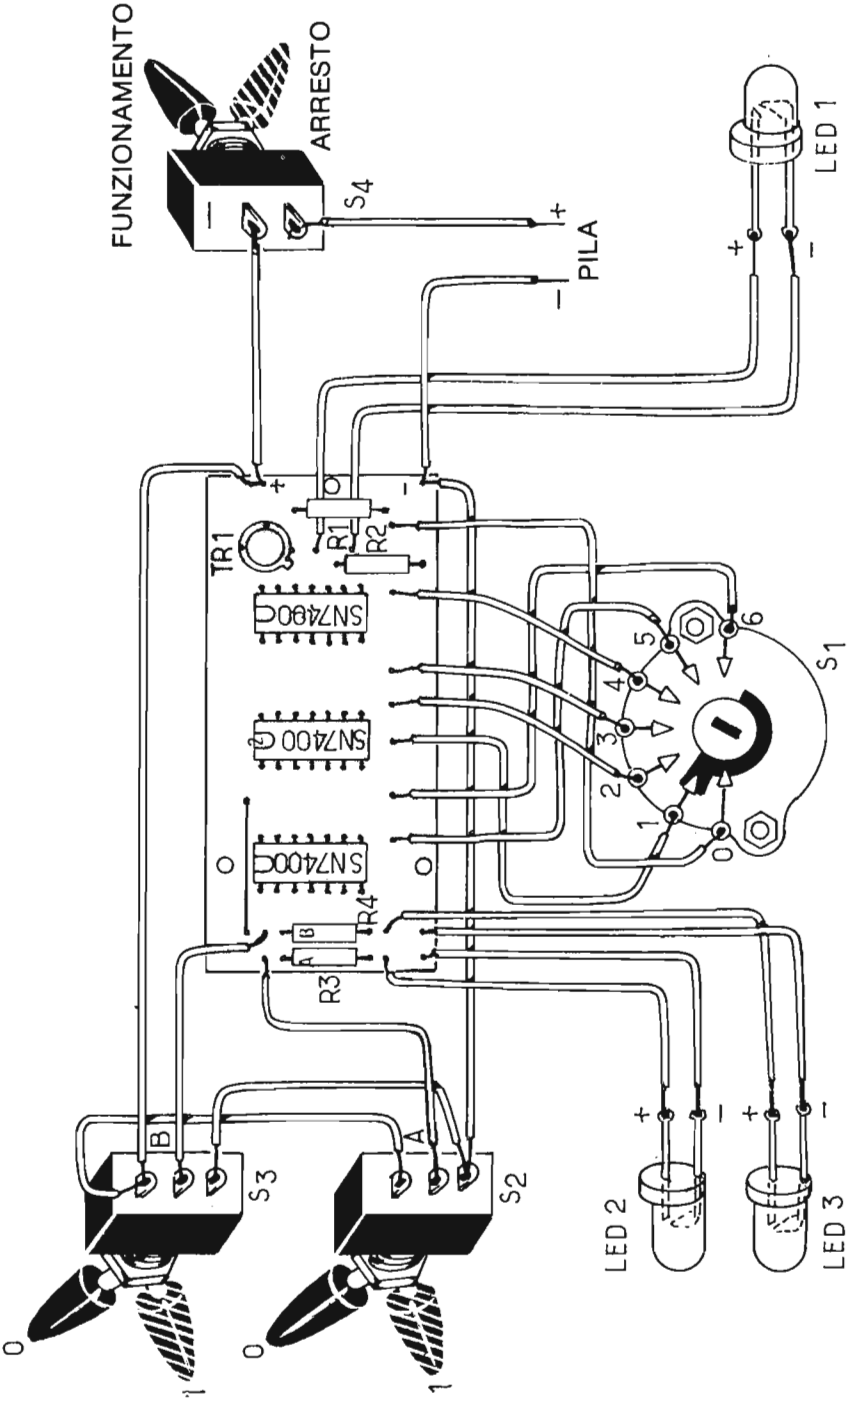 FUNZIONAMENTO
ARRESTO
S4
+
PILA
–
LED 1
+
–
+
–
TR1
R1
R2
SN7400
SN7400
SN7400
R4
B
A
R3
0
1
2
3
4
5
6
S1
B
S3
0
1
A
S2
0
1
LED 2
+
–
LED 3
+
–